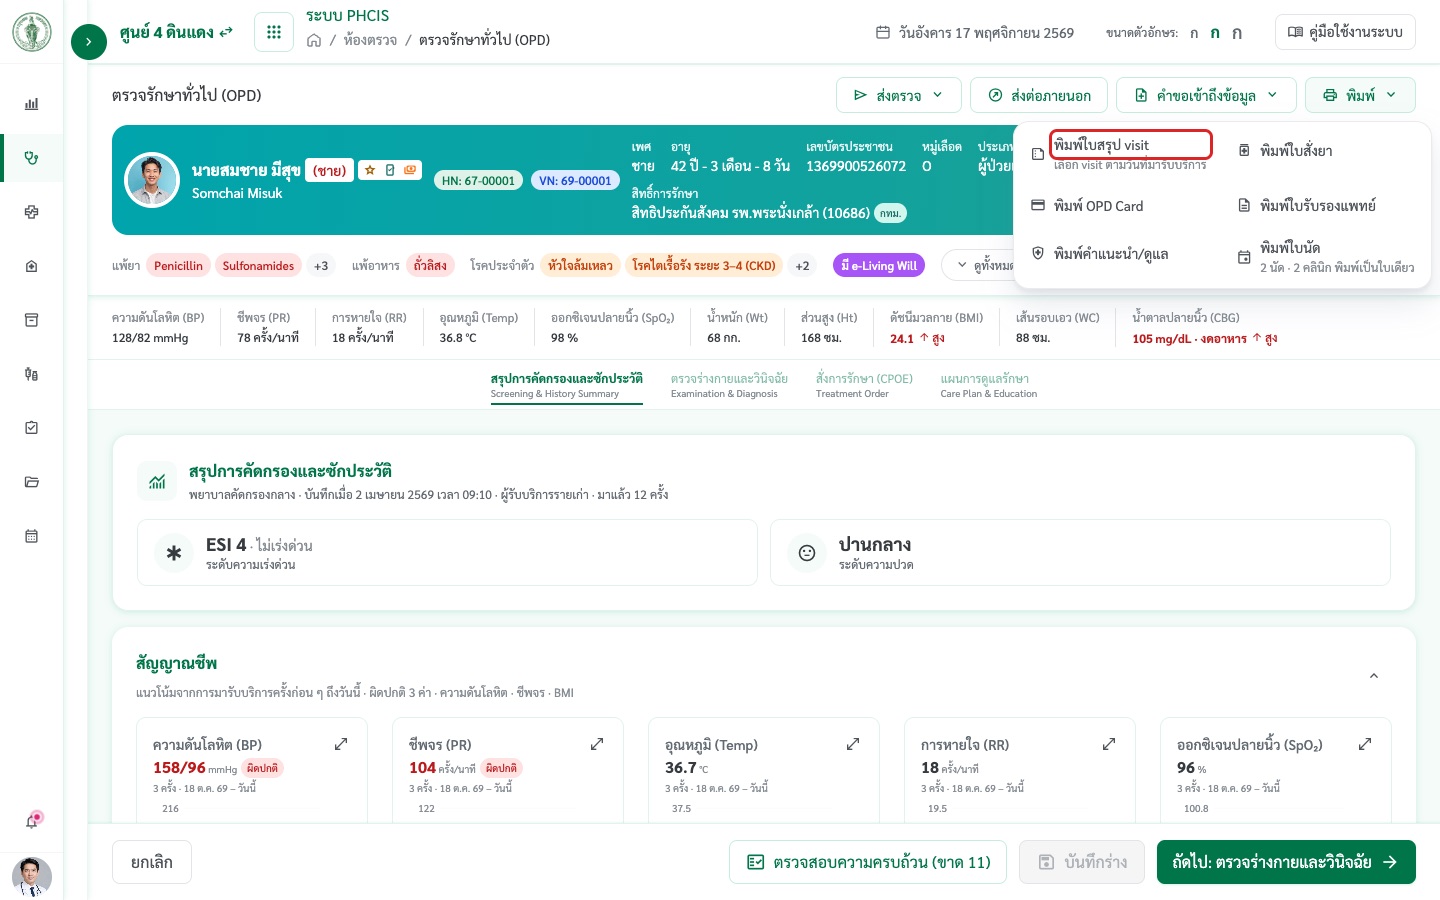 ศูนย์ 4 ดินแดง
ระบบ PHCIS
/ ห้องตรวจ / ตรวจรักษาทั่วไป (OPD)
วันอังคาร 17 พฤศจิกายน 2569
ขนาดตัวอักษร: ก ก ก
คู่มือใช้งานระบบ
ตรวจรักษาทั่วไป (OPD)
ส่งตรวจ
ส่งต่อภายนอก
คำขอเข้าถึงข้อมูล
พิมพ์
พิมพ์ใบสรุป visit
เลือก visit ตามวันที่มารับบริการ
พิมพ์ใบสั่งยา
พิมพ์ OPD Card
พิมพ์ใบรับรองแพทย์
พิมพ์คำแนะนำ/ดูแล
พิมพ์ใบนัด
2 นัด · 2 คลินิก พิมพ์เป็นใบเดียว
นายสมชาย มีสุข (ชาย)
Somchai Misuk
HN: 67-00001
VN: 69-00001
เพศ
ชาย
อายุ
42 ปี - 3 เดือน - 8 วัน
เลขบัตรประชาชน
1369900526072
หมู่เลือด
O
ประเภท
ผู้ป่วย
สิทธิ์การรักษา
สิทธิประกันสังคม รพ.พระนั่งเกล้า (10686) กทม.
แพ้ยา Penicillin Sulfonamides +3
แพ้อาหาร ถั่วลิสง
โรคประจำตัว หัวใจล้มเหลว โรคไตเรื้อรัง ระยะ 3–4 (CKD) +2
มี e-Living Will
ดูทั้งหมด
ความดันโลหิต (BP)
128/82 mmHg
ชีพจร (PR)
78 ครั้ง/นาที
การหายใจ (RR)
18 ครั้ง/นาที
อุณหภูมิ (Temp)
36.8 °C
ออกซิเจนปลายนิ้ว (SpO₂)
98 %
น้ำหนัก (Wt)
68 กก.
ส่วนสูง (Ht)
168 ซม.
ดัชนีมวลกาย (BMI)
24.1 ↑ สูง
เส้นรอบเอว (WC)
88 ซม.
น้ำตาลปลายนิ้ว (CBG)
105 mg/dL · งดอาหาร ↑ สูง
สรุปการคัดกรองและซักประวัติ
Screening & History Summary
ตรวจร่างกายและวินิจฉัย
Examination & Diagnosis
สั่งการรักษา (CPOE)
Treatment Order
แผนการดูแลรักษา
Care Plan & Education
สรุปการคัดกรองและซักประวัติ
พยาบาลคัดกรองกลาง · บันทึกเมื่อ 2 เมษายน 2569 เวลา 09:10 · ผู้รับบริการรายเก่า · มาแล้ว 12 ครั้ง
ESI 4 · ไม่เร่งด่วน
ระดับความเร่งด่วน
ปานกลาง
ระดับความปวด
สัญญาณชีพ
แนวโน้มจากการมารับบริการครั้งก่อน ๆ ถึงวันนี้ · ผิดปกติ 3 ค่า · ความดันโลหิต · ชีพจร · BMI
ความดันโลหิต (BP)
158/96 mmHg ผิดปกติ
3 ครั้ง · 18 ต.ค. 69 – วันนี้
216
ชีพจร (PR)
104 ครั้ง/นาที ผิดปกติ
3 ครั้ง · 18 ต.ค. 69 – วันนี้
122
อุณหภูมิ (Temp)
36.7 °C
3 ครั้ง · 18 ต.ค. 69 – วันนี้
37.5
การหายใจ (RR)
18 ครั้ง/นาที
3 ครั้ง · 18 ต.ค. 69 – วันนี้
19.5
ออกซิเจนปลายนิ้ว (SpO₂)
96 %
3 ครั้ง · 18 ต.ค. 69 – วันนี้
100.8
ยกเลิก
ตรวจสอบความครบถ้วน (ขาด 11)
บันทึกร่าง
ถัดไป: ตรวจร่างกายและวินิจฉัย